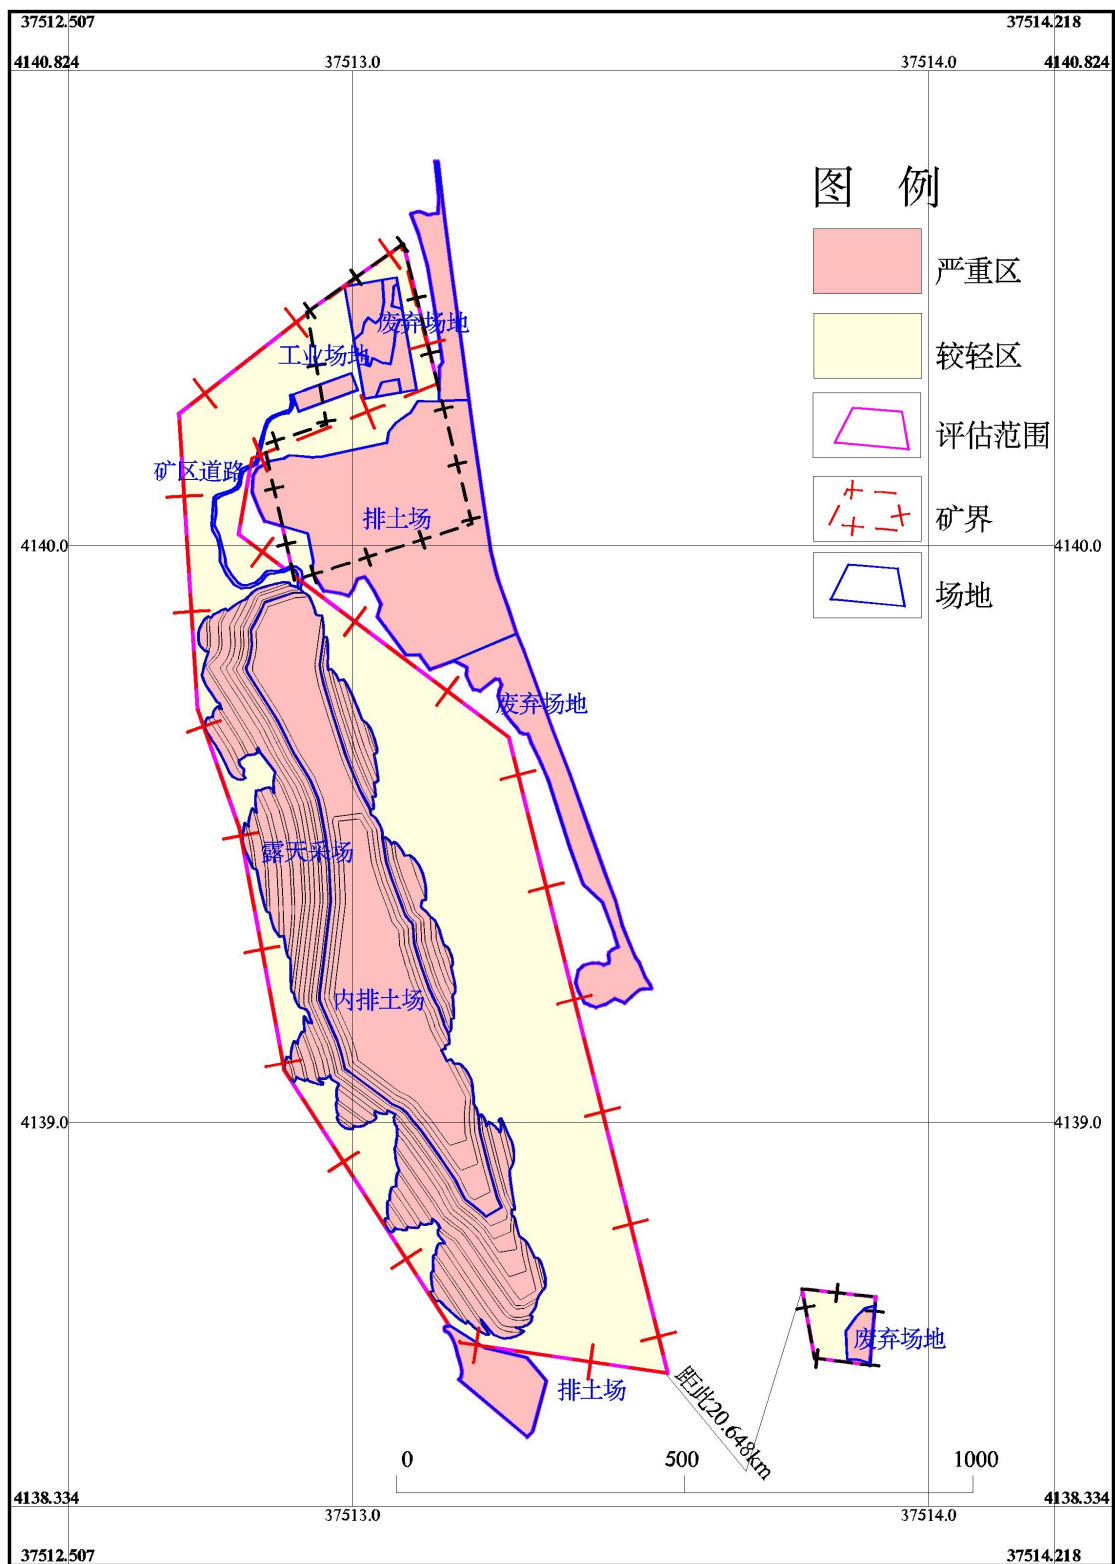 37512.507
37514.218
4140.824
37513.0
37514.0
4140.824
图 例
严重区
废弃场地
工业场地
较轻区
评估范围
矿区道路
排土场
矿界
4140.0
4140.0
场地
废弃场地
露天采场
内排土场
4139.0
4139.0
废弃场地
排土场
距此20.648km
0
500
1000
4138.334
37513.0
37514.0
4138.334
37512.507
37514.218